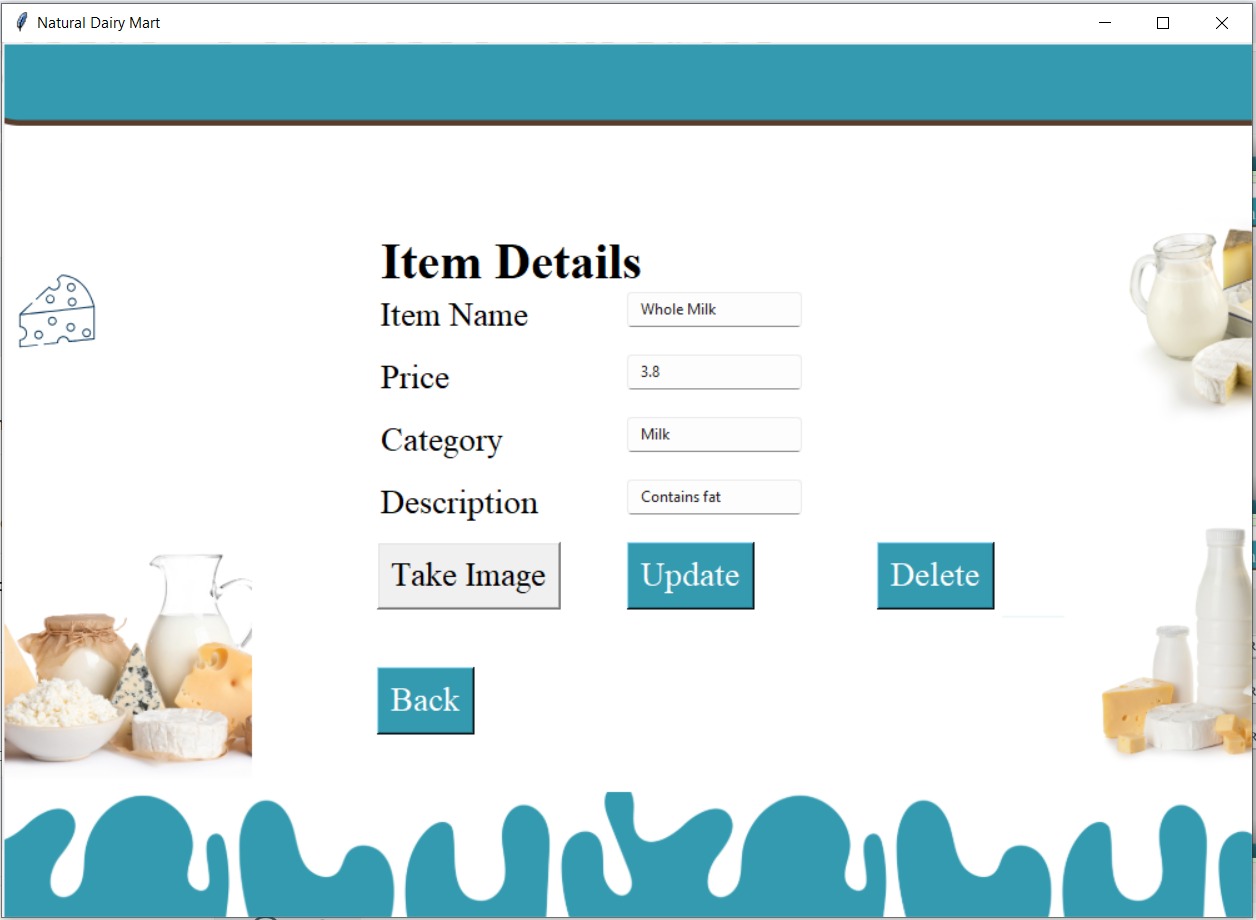 Natural Dairy Mart
Item Details
Item Name Whole Milk
Price 3.8
Category Milk
Description Contains fat
Take Image Update Delete
Back